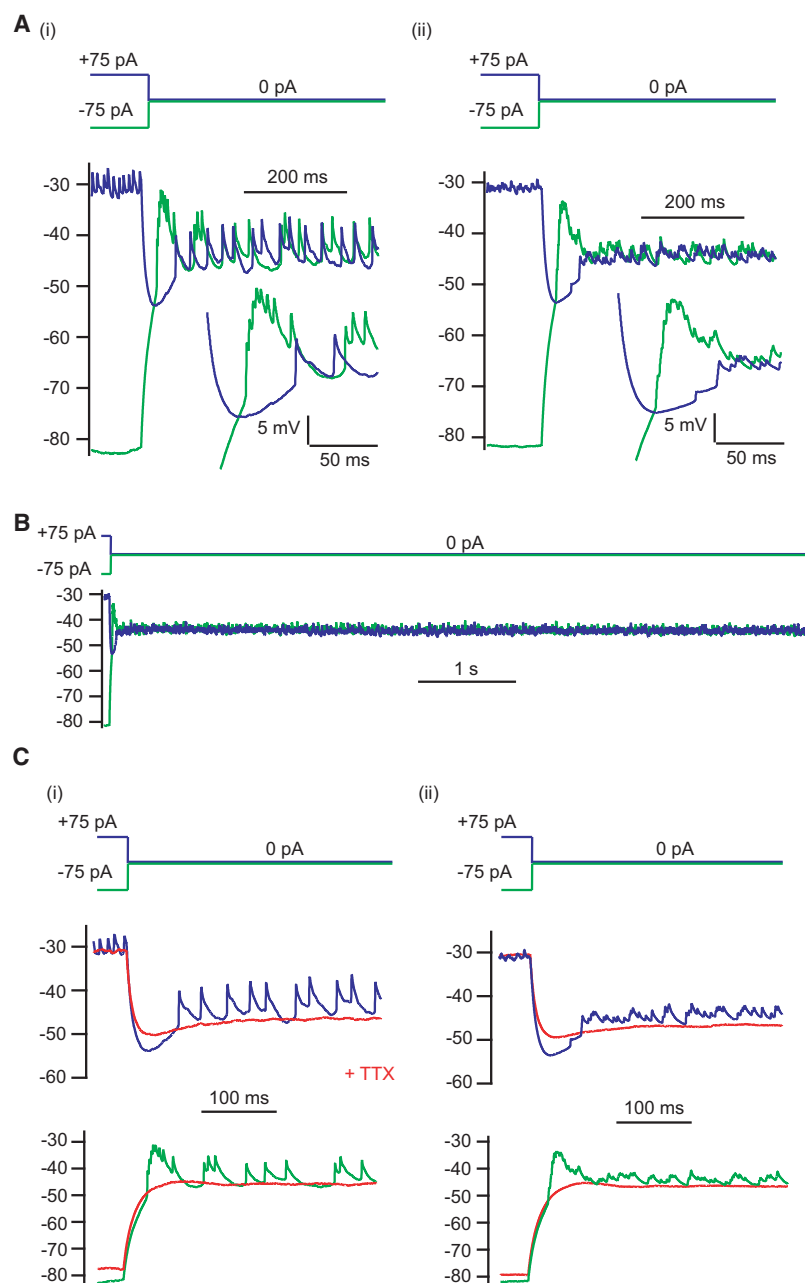 A (i) (ii)
+75 pA +75 pA
0 pA 0 pA
-75 pA -75 pA
-30 -30
200 ms 200 ms
-40 -40
-50 -50
-60 -60
-70 -70
5 mV 5 mV
-80 -80
50 ms 50 ms
B
+75 pA
0 pA
-75 pA
-30
-40
-50
-60
1 s
-70
-80
C
(i) (ii)
+75 pA +75 pA
0 pA 0 pA
-75 pA -75 pA
-30 -30
-40 -40
-50 -50
-60 + TTX -60
100 ms 100 ms
-30 -30
-40 -40
-50 -50
-60 -60
-70 -70
-80 -80